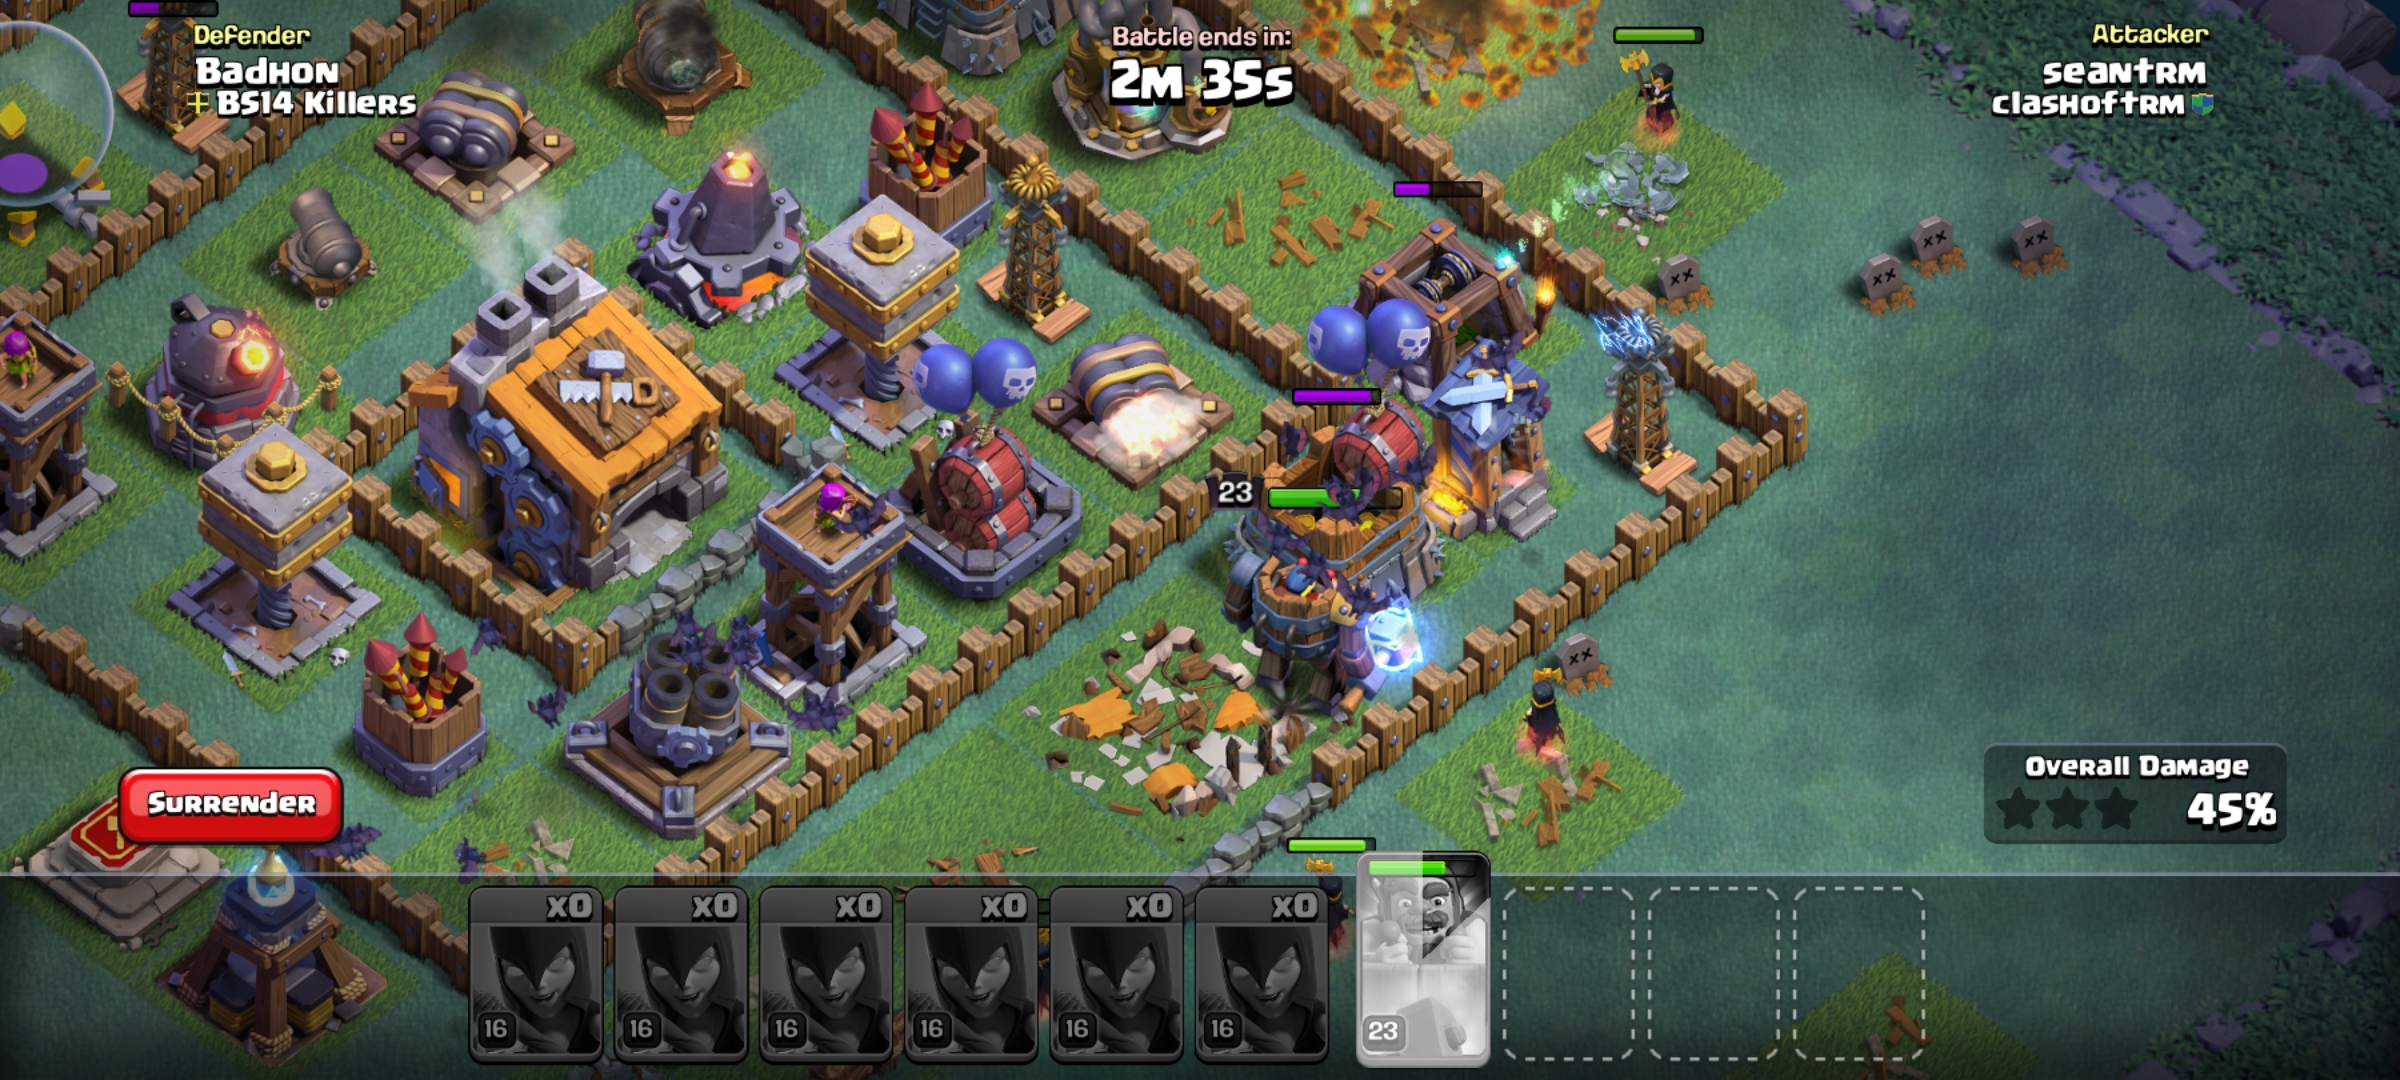 Defender
Badhon
BS14 Killers
Battle ends in:
2m 35s
Attacker
seantRM
clashoftRM
23
Surrender
Overall Damage
45%
x0
x0
x0
x0
x0
x0
16
16
16
16
16
16
23